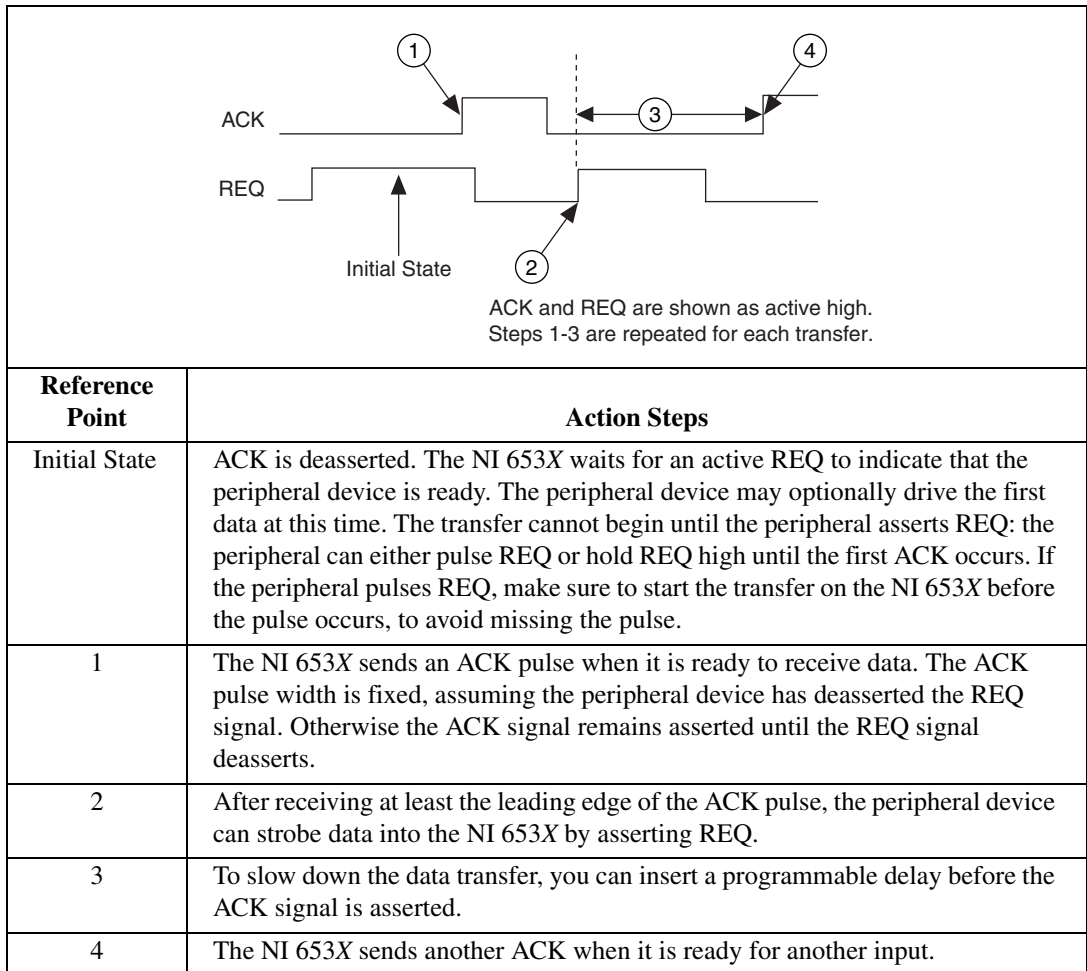 1
4
ACK
3
REQ
Initial State
2
ACK and REQ are shown as active high.
Steps 1-3 are repeated for each transfer.
Reference
Point
Action Steps
Initial State
ACK is deasserted. The NI 653X waits for an active REQ to indicate that the
peripheral device is ready. The peripheral device may optionally drive the first
data at this time. The transfer cannot begin until the peripheral asserts REQ: the
peripheral can either pulse REQ or hold REQ high until the first ACK occurs. If
the peripheral pulses REQ, make sure to start the transfer on the NI 653X before
the pulse occurs, to avoid missing the pulse.
1
The NI 653X sends an ACK pulse when it is ready to receive data. The ACK
pulse width is fixed, assuming the peripheral device has deasserted the REQ
signal. Otherwise the ACK signal remains asserted until the REQ signal
deasserts.
2
After receiving at least the leading edge of the ACK pulse, the peripheral device
can strobe data into the NI 653X by asserting REQ.
3
To slow down the data transfer, you can insert a programmable delay before the
ACK signal is asserted.
4
The NI 653X sends another ACK when it is ready for another input.